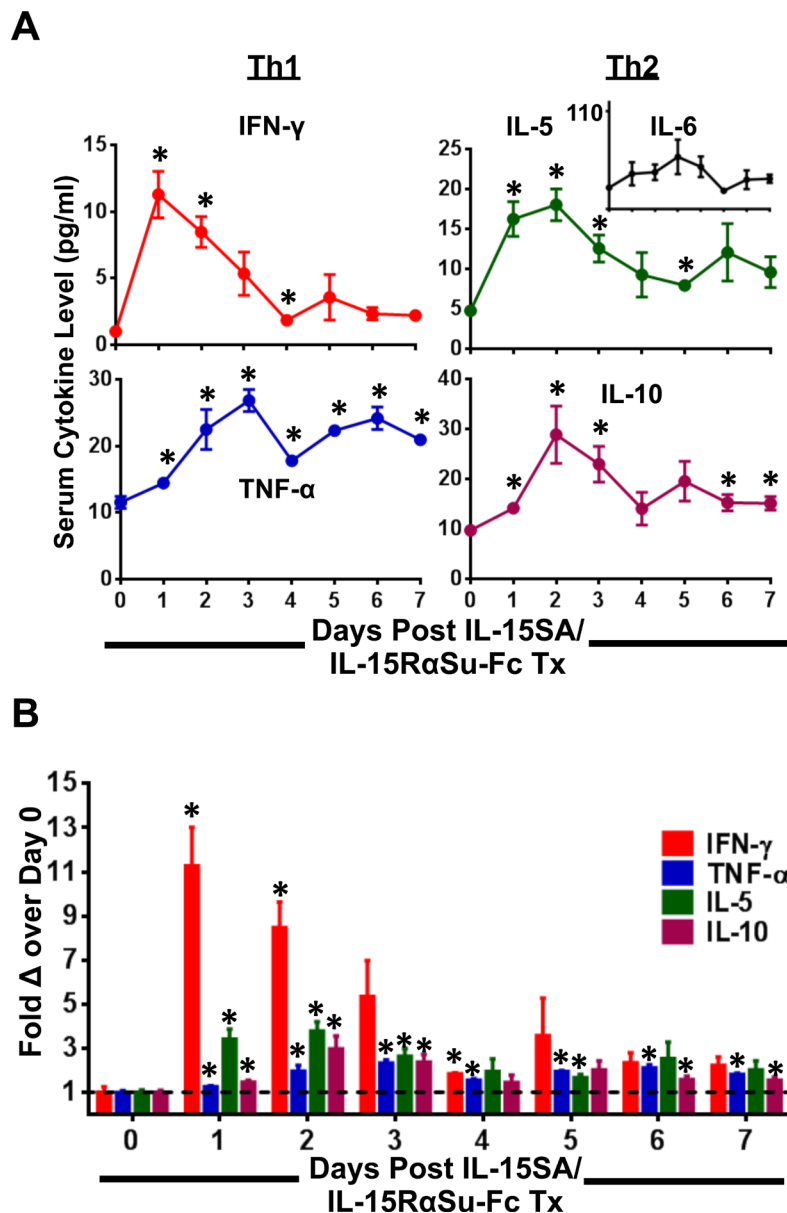 A
Th1
Th2
Serum Cytokine Level (pg/ml)
IFN-γ
15
10
5
0
*
*
*
IL-5
110
IL-6
25
20
15
10
5
0
*
*
*
*
TNF-α
30
20
10
0
*
*
*
*
*
*
*
0 1 2 3 4 5 6 7
IL-10
40
30
20
10
0
*
*
*
*
*
0 1 2 3 4 5 6 7
Days Post IL-15SA/
IL-15RαSu-Fc Tx
B
Fold Δ over Day 0
15
13
11
9
7
5
3
1
* * * * * * * * * * * * * * * * * * * *
IFN-γ
TNF-α
IL-5
IL-10
0 1 2 3 4 5 6 7
Days Post IL-15SA/
IL-15RαSu-Fc Tx